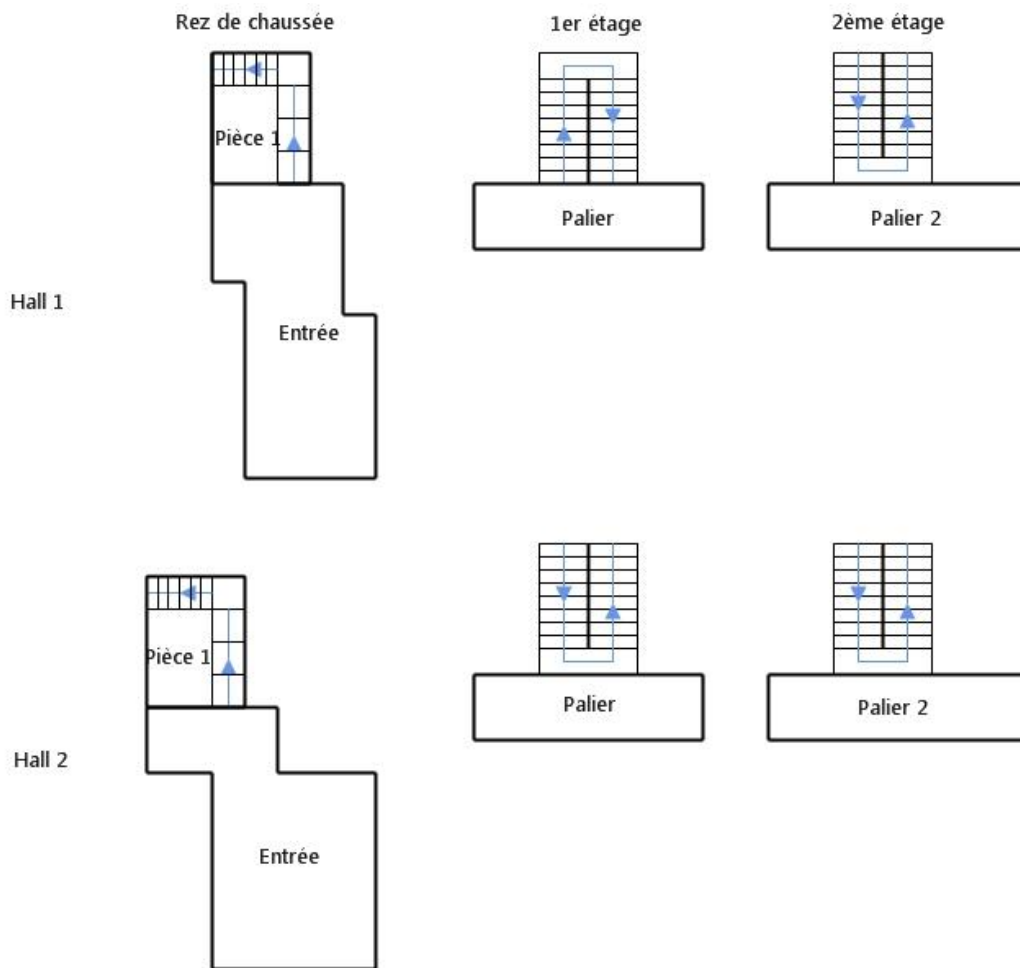 Rez de chaussée
1er étage
2ème étage
Pièce 1
Palier
Palier 2
Hall 1
Entrée
Pièce 1
Palier
Palier 2
Hall 2
Entrée